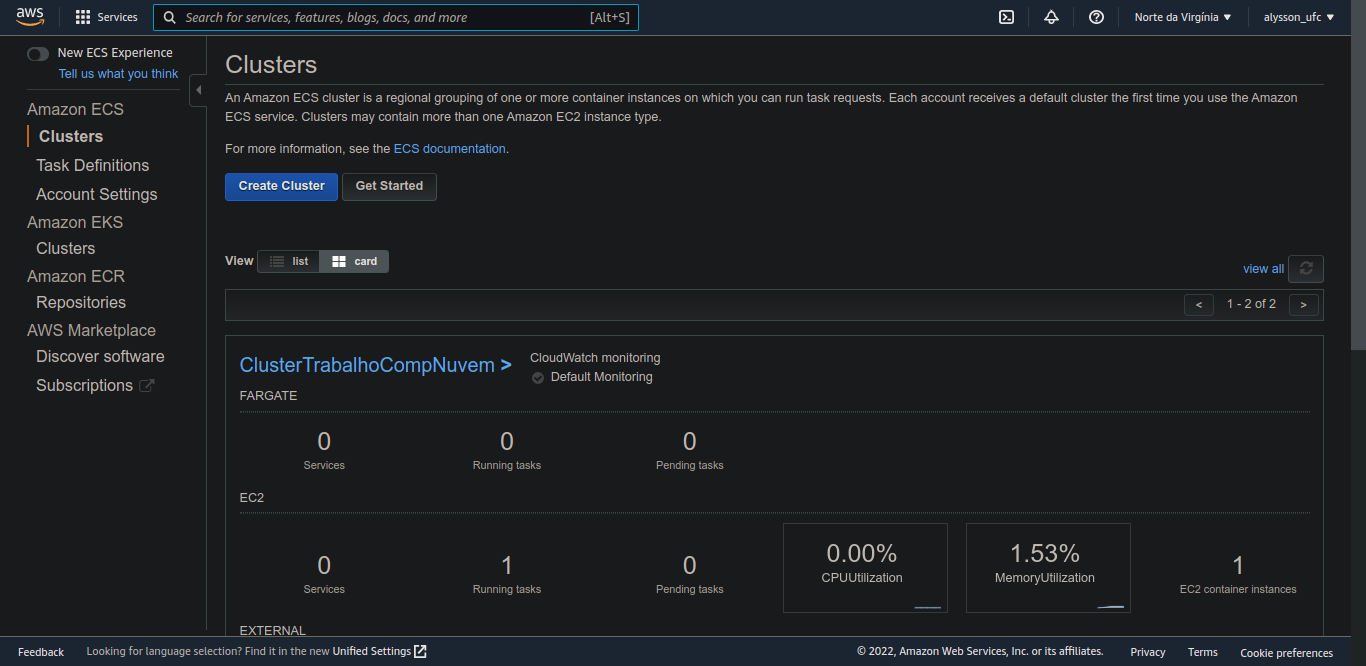 aws Services Search for services, features, blogs, docs, and more [Alt+S] Norte da Virgínia ▼ alysson_ufc ▼
New ECS Experience
Tell us what you think
Amazon ECS
Clusters
Task Definitions
Account Settings
Amazon EKS
Clusters
Amazon ECR
Repositories
AWS Marketplace
Discover software
Subscriptions
Clusters
An Amazon ECS cluster is a regional grouping of one or more container instances on which you can run task requests. Each account receives a default cluster the first time you use the Amazon
ECS service. Clusters may contain more than one Amazon EC2 instance type.
For more information, see the ECS documentation.
Create Cluster Get Started
View list card
view all
< 1 - 2 of 2 >
ClusterTrabalhoCompNuvem >
CloudWatch monitoring
Default Monitoring
FARGATE
0 0 0
Services Running tasks Pending tasks
EC2
0 1 0 0.00% 1.53% 1
Services Running tasks Pending tasks CPUUtilization MemoryUtilization EC2 container instances
EXTERNAL
Feedback Looking for language selection? Find it in the new Unified Settings © 2022, Amazon Web Services, Inc. or its affiliates. Privacy Terms Cookie preferences